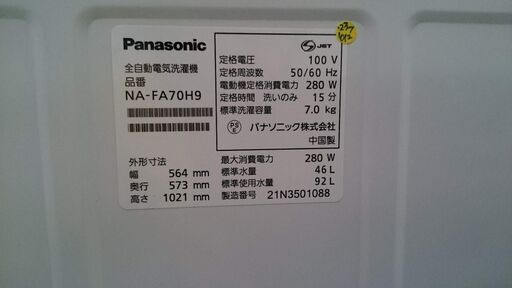 Panasonic
全自動電気洗濯機
品番
NA-FA70H9
外形寸法
幅 564 mm
奥行 573 mm
高さ 1021 mm
JET
定格電圧 100 V
定格周波数 50/60 Hz
電動機定格消費電力 280 W
定格時間 洗いのみ 15 分
標準洗濯容量 7.0 kg
PS E パナソニック株式会社
中国製
最大消費電力 280 W
標準水量 46 L
標準使用水量 92 L
製造番号 21N3501088